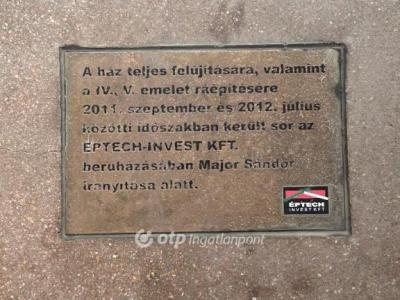 A ház teljes felújítására, valamint
a IV., V. emelet ráépítésére
2011. szeptember és 2012. július
közötti időszakban került sor az
ÉPTECH-INVEST KFT.
beruházásában Major Sándor
irányítása alatt.
ÉPTECH
INVEST KFT
otp Ingatlanpont